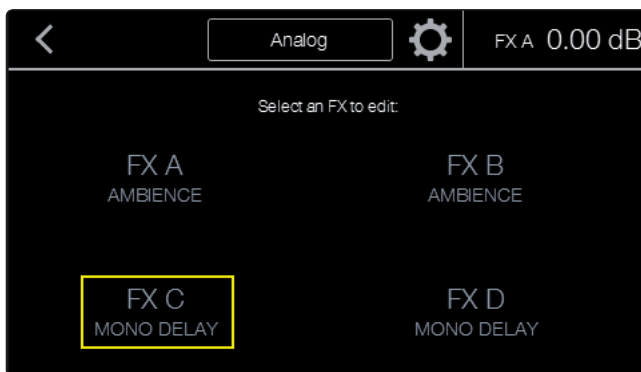 Analog
FX A 0.00 dB
Select an FX to edit:
FX A
AMBIENCE
FX B
AMBIENCE
FX C
MONO DELAY
FX D
MONO DELAY